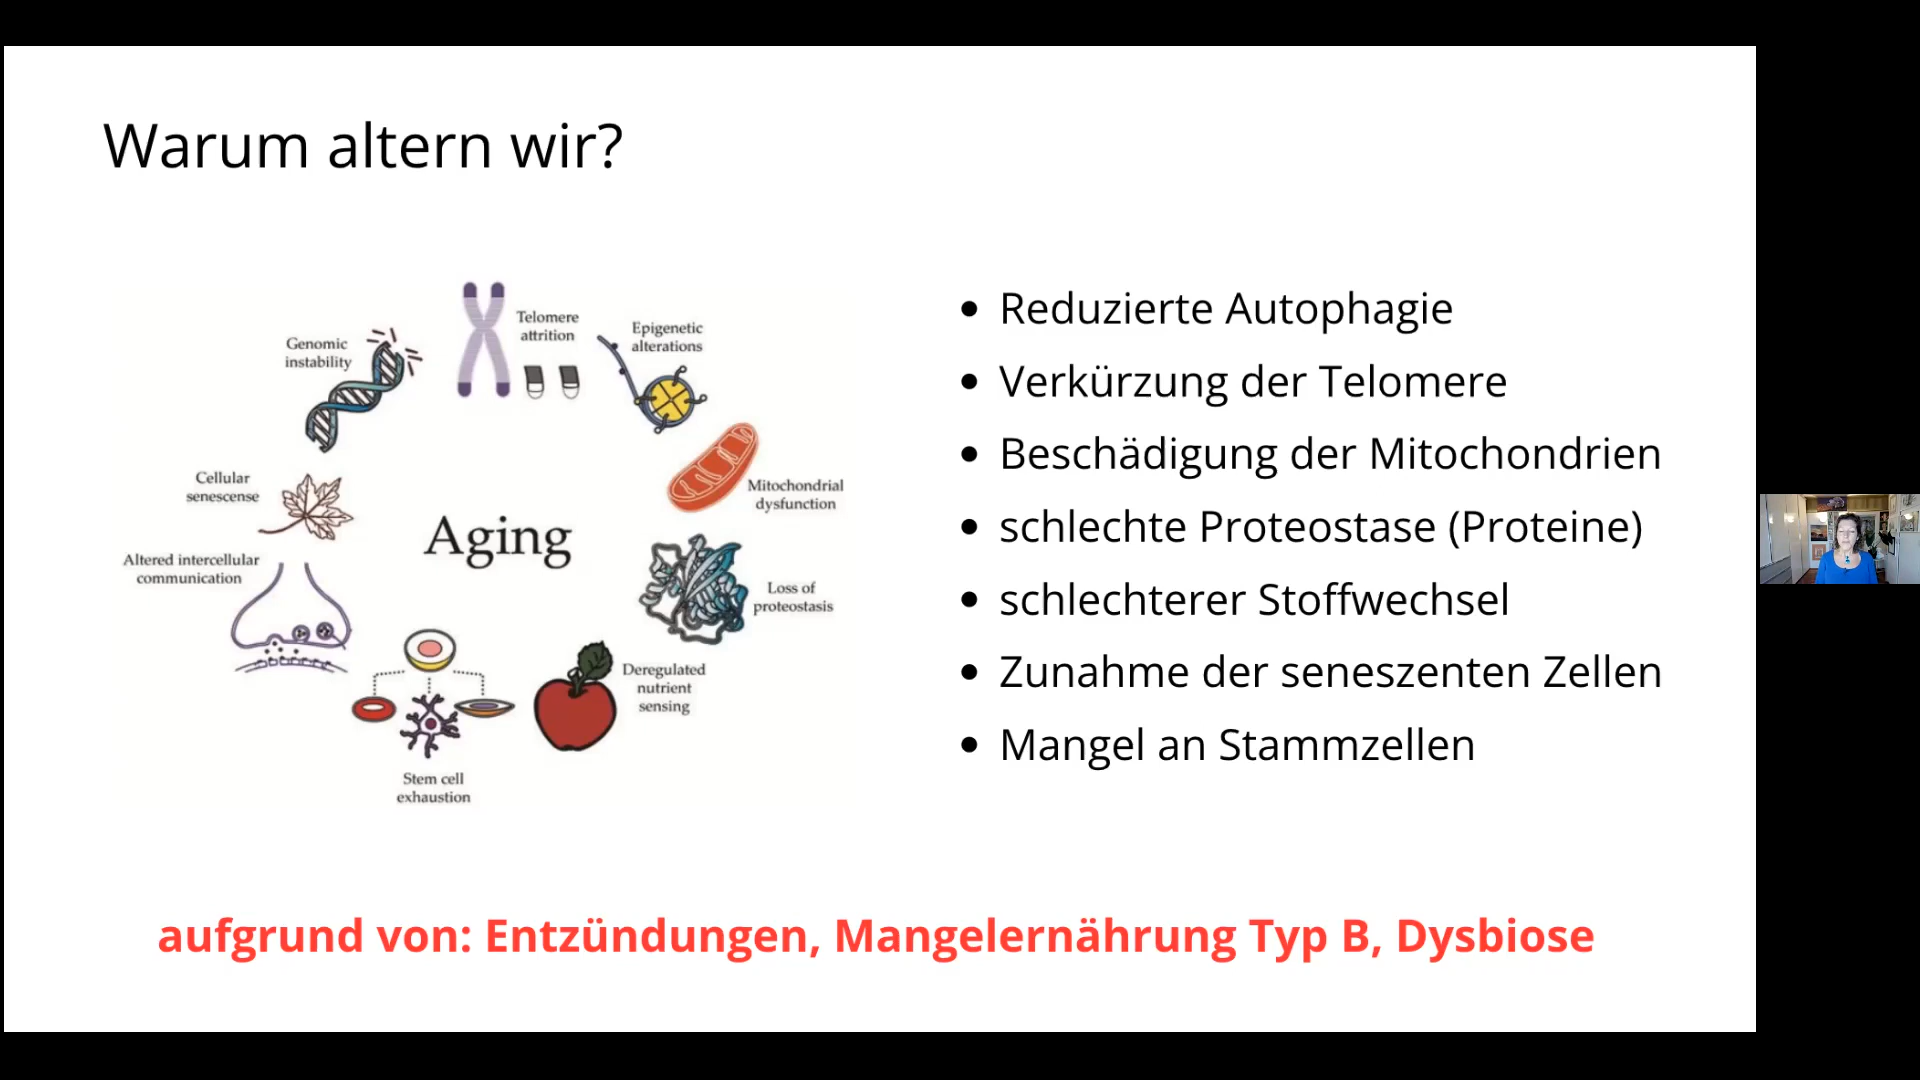 Warum altern wir?
Telomere
attrition
Epigenetic
alterations
Genomic
instability
Mitochondrial
dysfunction
Cellular
senescense
Aging
Altered intercellular
communication
Loss of
proteostasis
Deregulated
nutrient
sensing
Stem cell
exhaustion
Reduzierte Autophagie
Verkürzung der Telomere
Beschädigung der Mitochondrien
schlechte Proteostase (Proteine)
schlechterer Stoffwechsel
Zunahme der seneszenten Zellen
Mangel an Stammzellen
aufgrund von: Entzündungen, Mangelernährung Typ B, Dysbiose